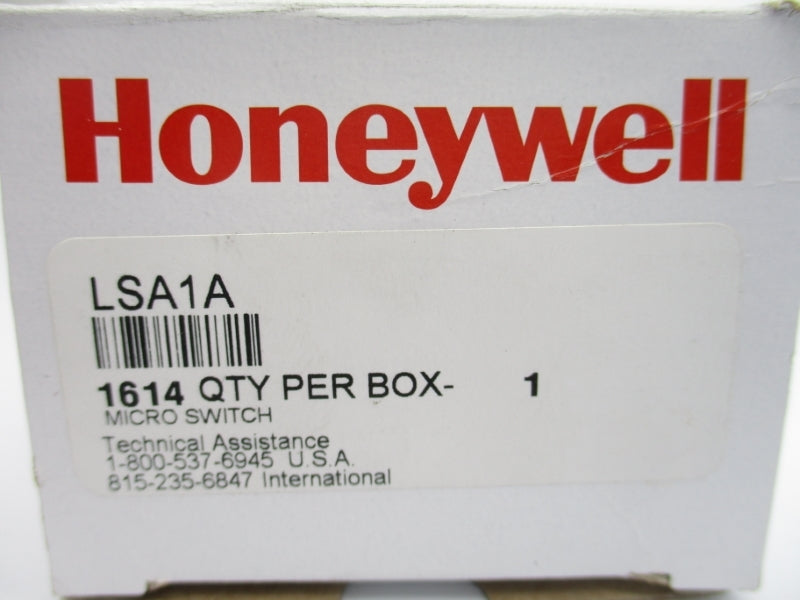 Honeywell
LSA1A
1614 QTY PER BOX- 1
MICRO SWITCH
Technical Assistance
1-800-537-6945 U.S.A.
815-235-6847 International